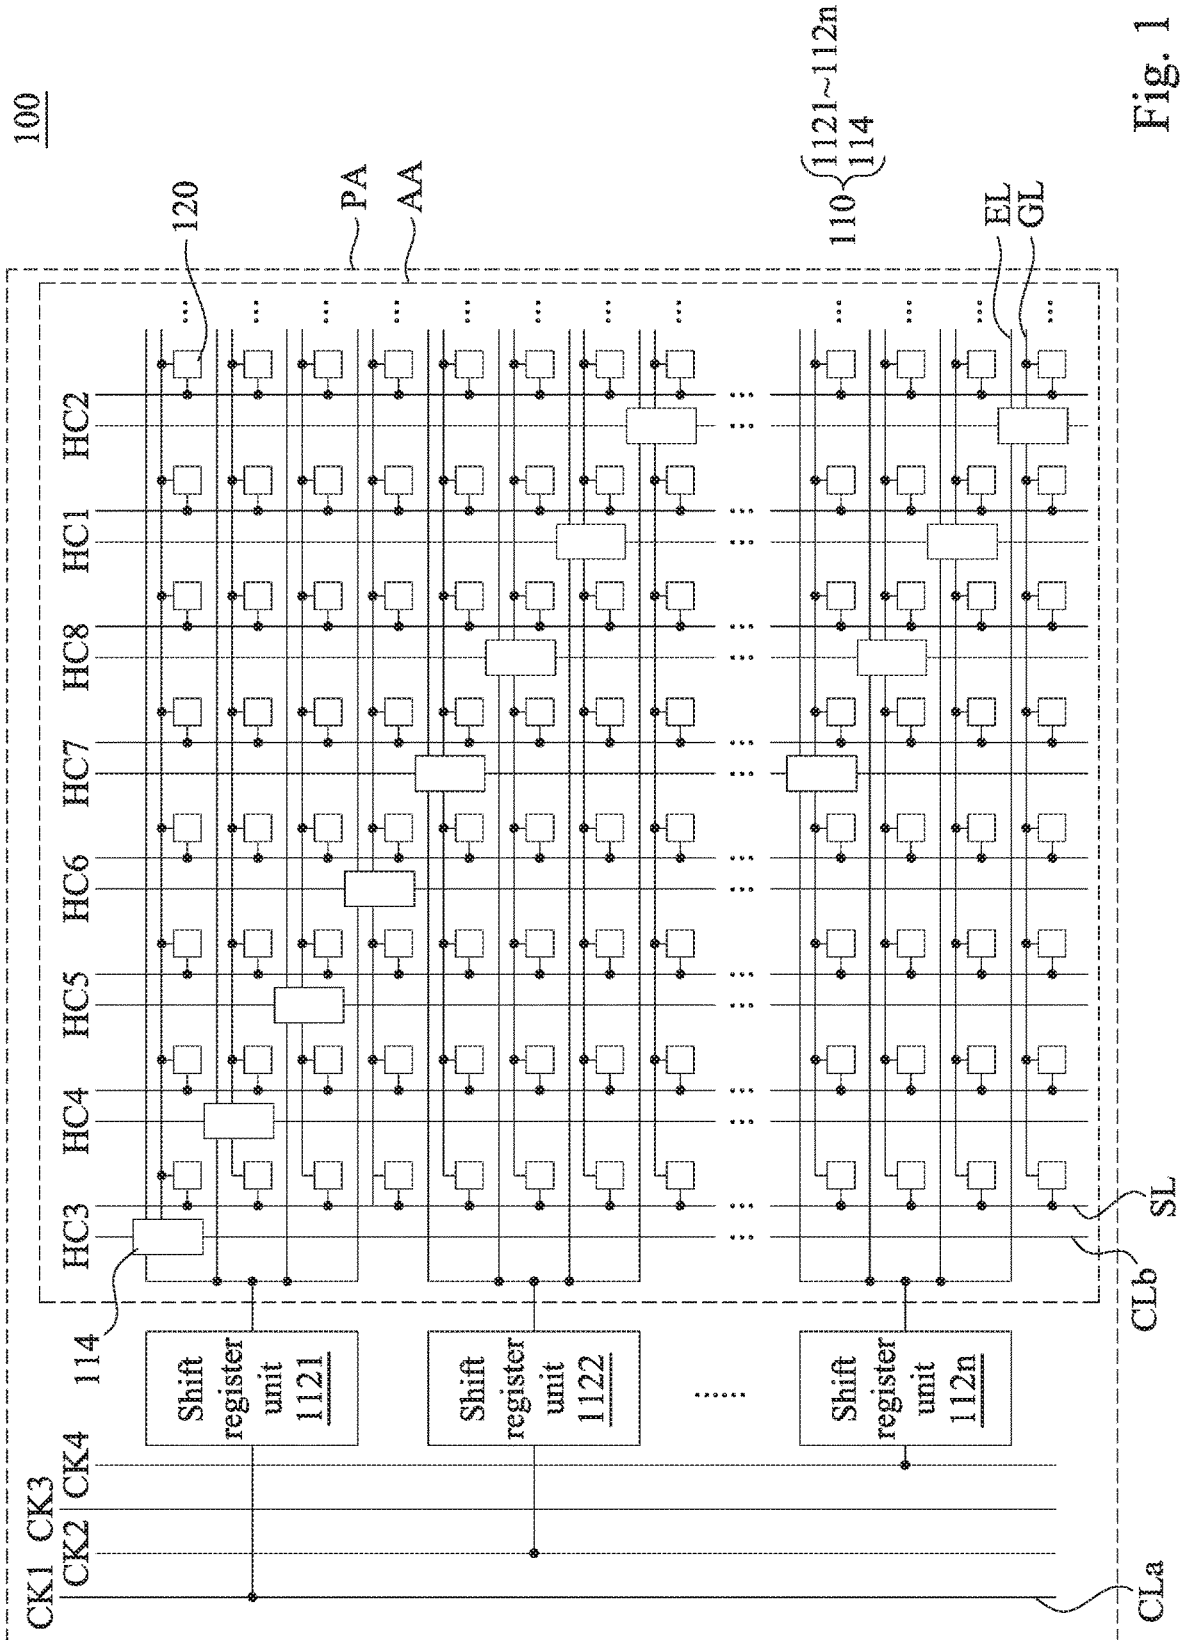 100
CK1
CK2
CK3
CK4
HC3
HC4
HC5
HC6
HC7
HC8
HC1
HC2
114
120
PA
AA
Shift
register
unit
1121
Shift
register
unit
1122
......
Shift
register
unit
112n
110
1121~112n
114
EL
GL
CLa
CLb
SL
Fig. 1